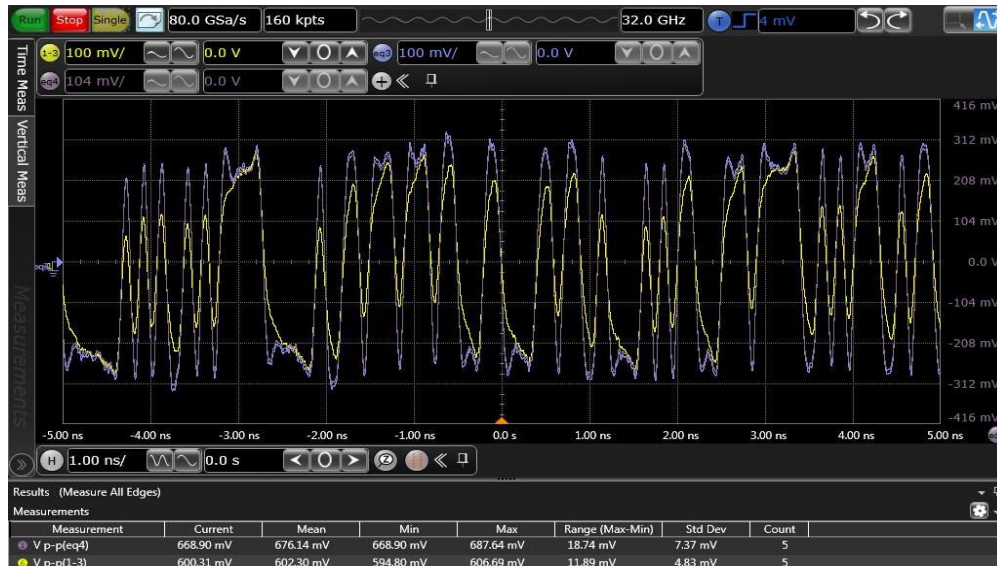 Run Stop Single 80.0 GSa/s 160 kpts 32.0 GHz T 4 mV
1-3 100 mV/ 0.0 V eq3 100 mV/ 0.0 V
eq4 104 mV/ 0.0 V
Time Meas
Vertical Meas
Measurements
416 mV
312 mV
208 mV
104 mV
0.0 V
-104 mV
-208 mV
-312 mV
-416 mV
-5.00 ns -4.00 ns -3.00 ns -2.00 ns -1.00 ns 0.0 s 1.00 ns 2.00 ns 3.00 ns 4.00 ns 5.00 ns
H 1.00 ns/ 0.0 s
Results (Measure All Edges)
Measurements
Measurement Current Mean Min Max Range (Max-Min) Std Dev Count
V p-p(eq4) 668.90 mV 676.14 mV 668.90 mV 687.64 mV 18.74 mV 7.37 mV 5
V p-p(1-3) 600.31 mV 602.30 mV 594.80 mV 606.69 mV 11.89 mV 4.83 mV 5